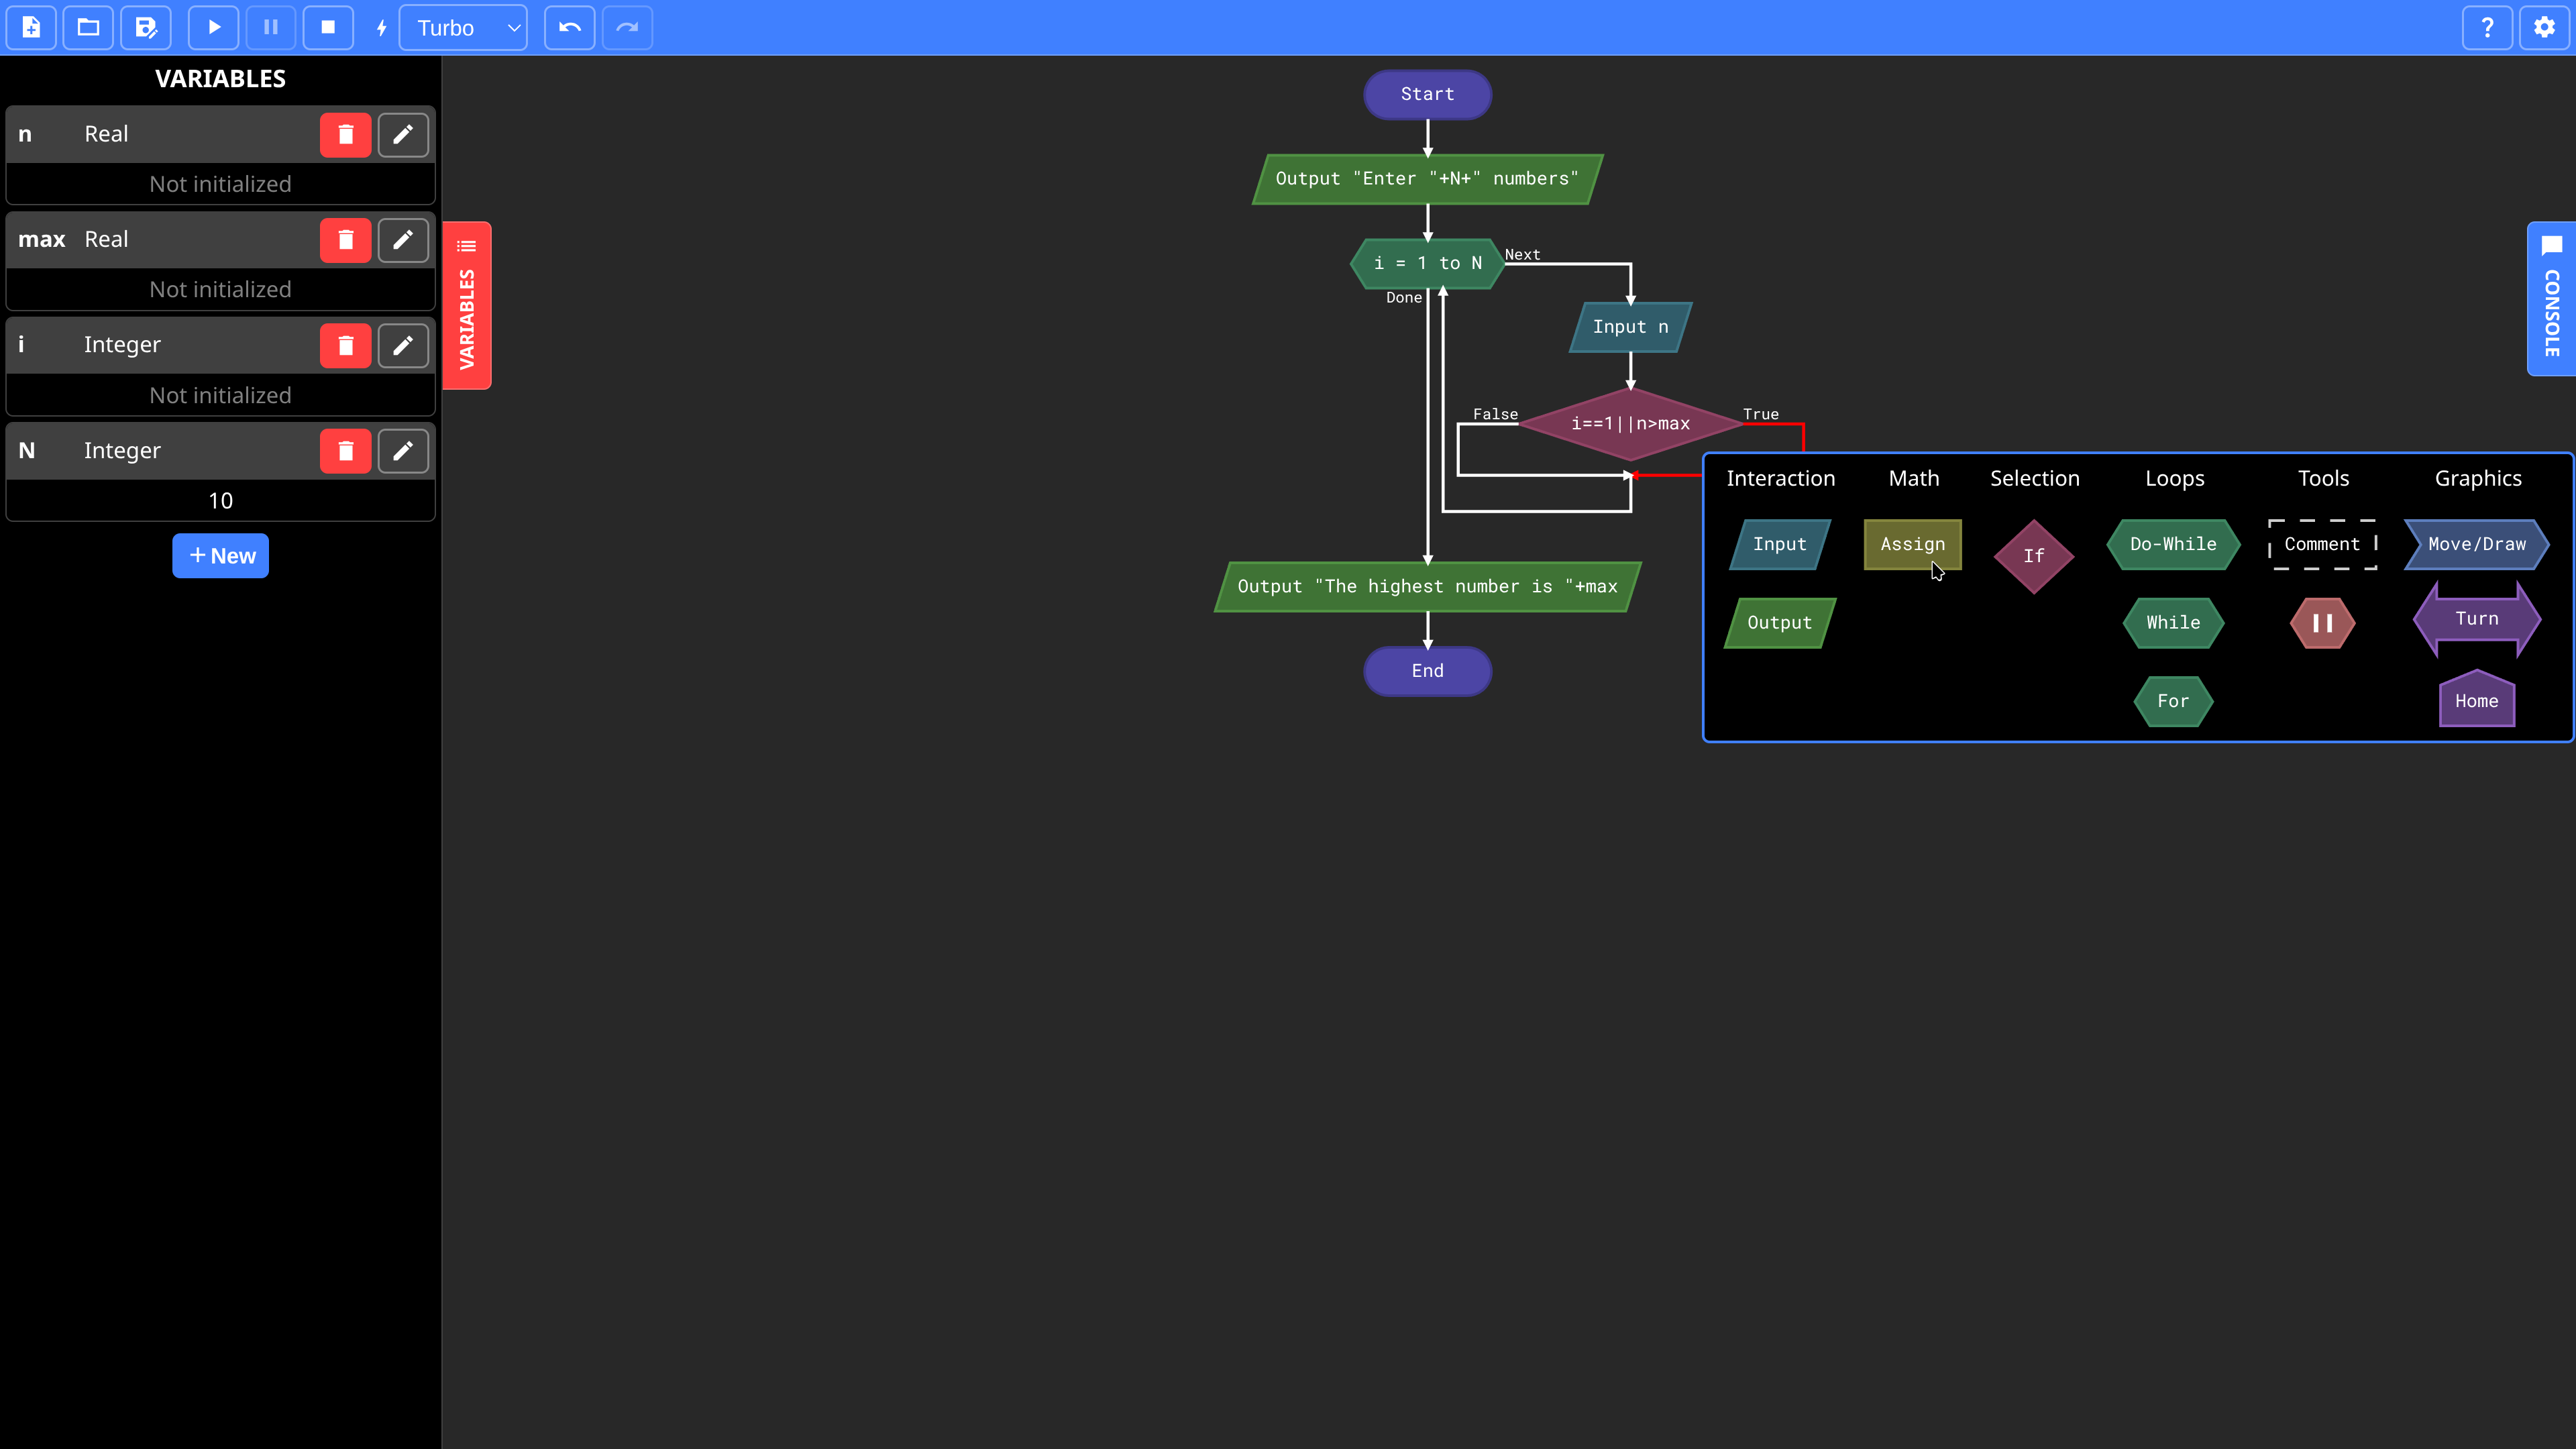 Turbo
?
VARIABLES
n Real
Not initialized
max Real
Not initialized
i Integer
Not initialized
N Integer
10
+ New
VARIABLES
Start
Output "Enter "+N+" numbers"
i = 1 to N
Next
Done
Input n
False
i==1||n>max
True
Output "The highest number is "+max
End
CONSOLE
Interaction Math Selection Loops Tools Graphics
Input Assign If Do-While Comment Move/Draw
Output While Turn
For Home